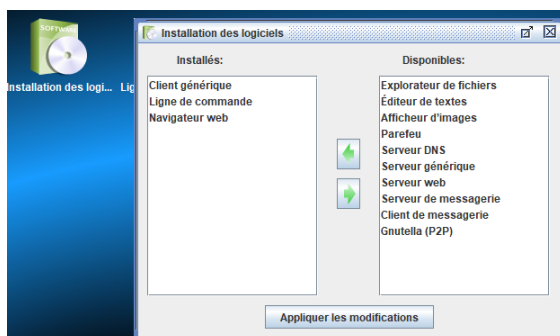 SOFTW...
Installation des logi...
Lig
Installation des logiciels
Installés:
Client générique
Ligne de commande
Navigateur web
Disponibles:
Explorateur de fichiers
Éditeur de textes
Afficheur d'images
Parefeu
Serveur DNS
Serveur générique
Serveur web
Serveur de messagerie
Client de messagerie
Gnutella (P2P)
Appliquer les modifications